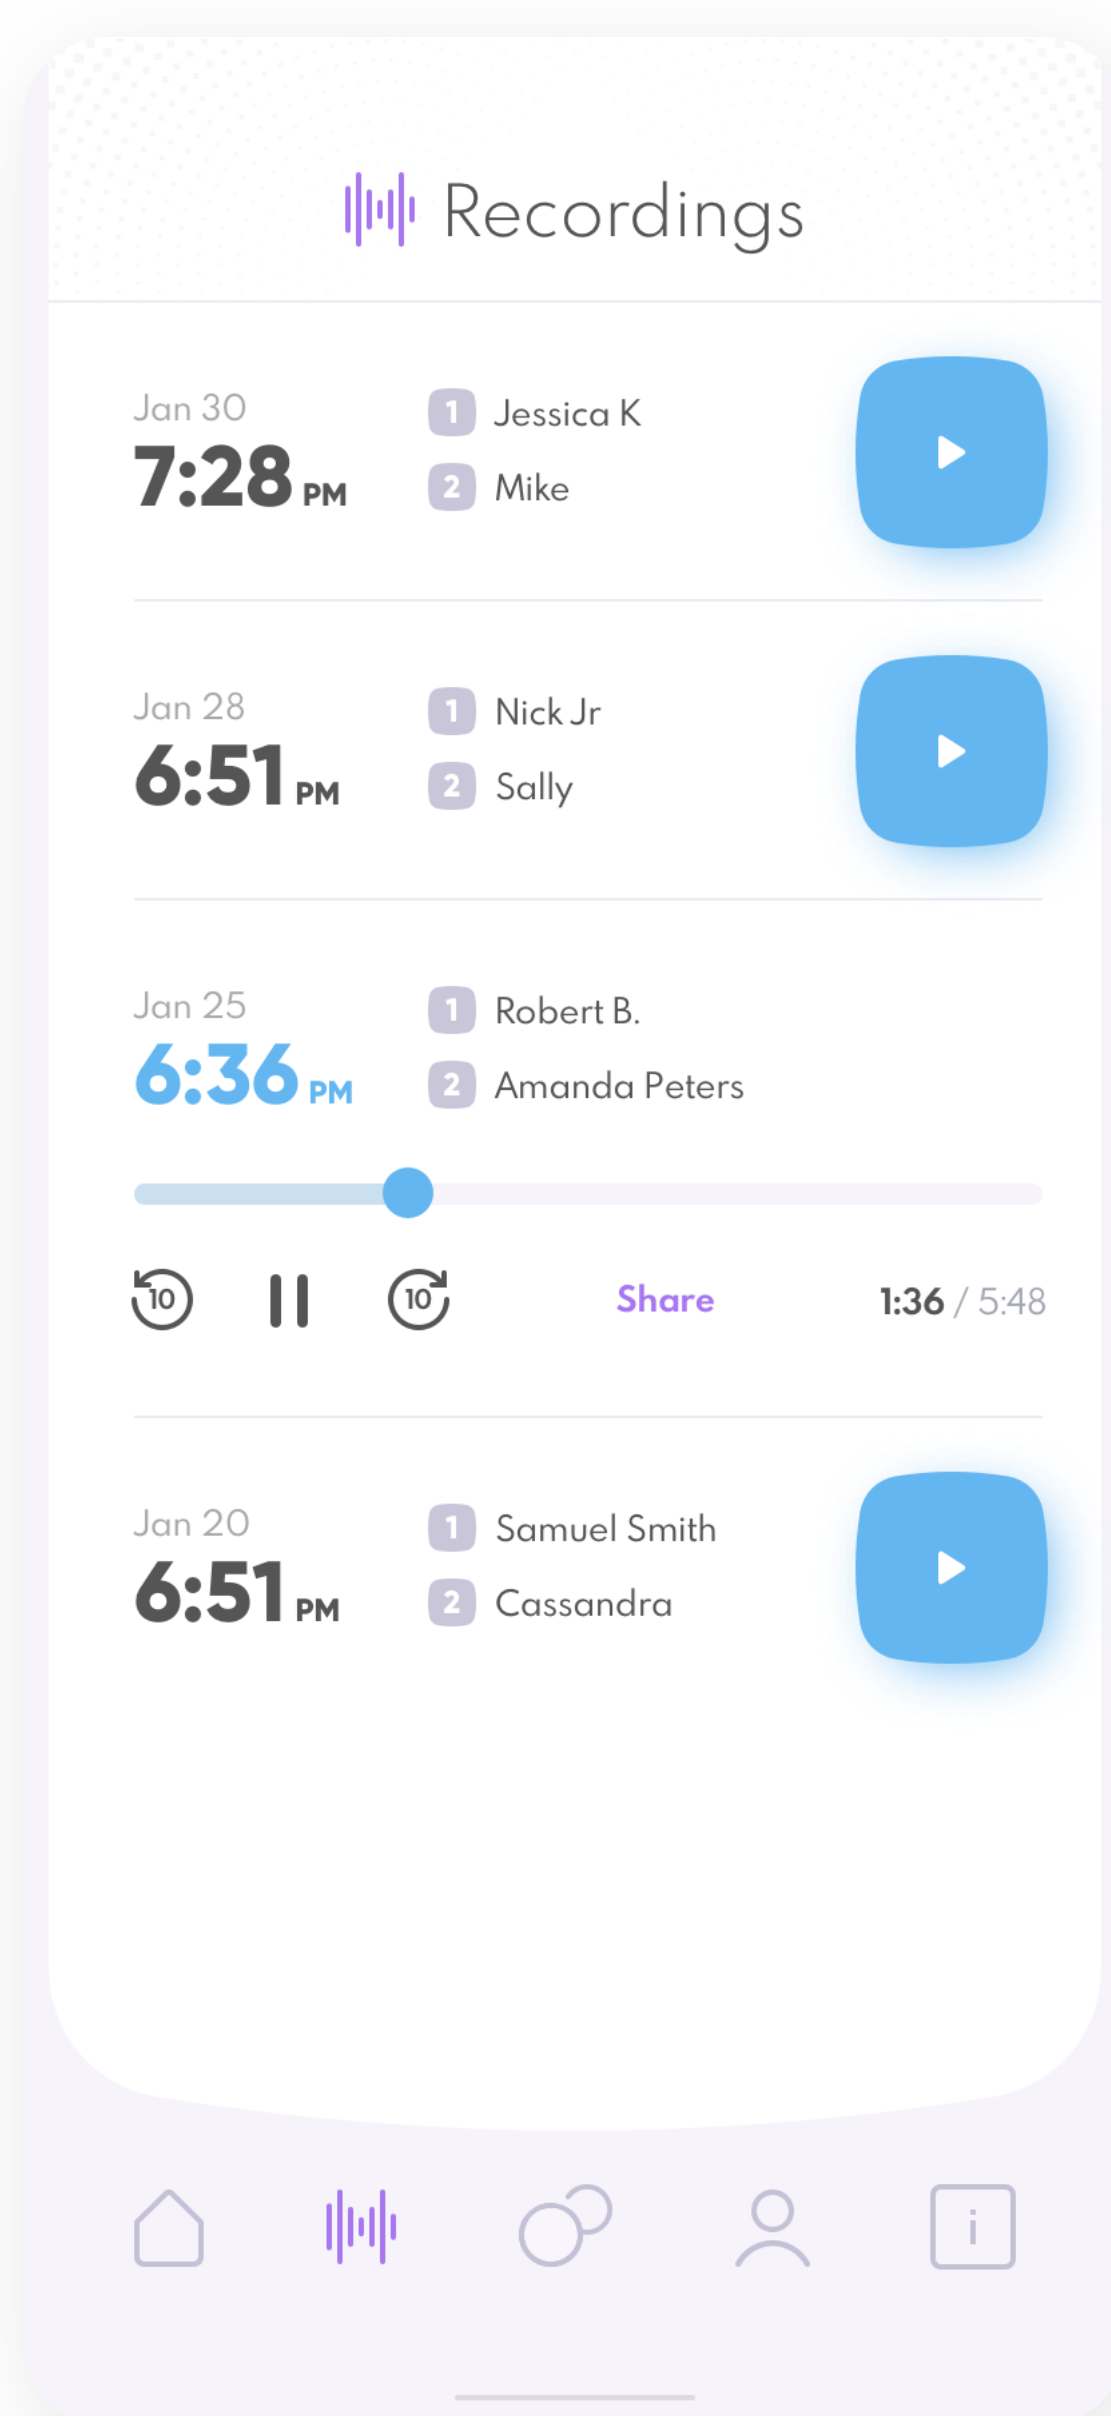 Recordings
Jan 30
7:28 PM
1 Jessica K
2 Mike
Jan 28
6:51 PM
1 Nick Jr
2 Sally
Jan 25
6:36 PM
1 Robert B.
2 Amanda Peters
10
10
Share
1:36 / 5:48
Jan 20
6:51 PM
1 Samuel Smith
2 Cassandra
i